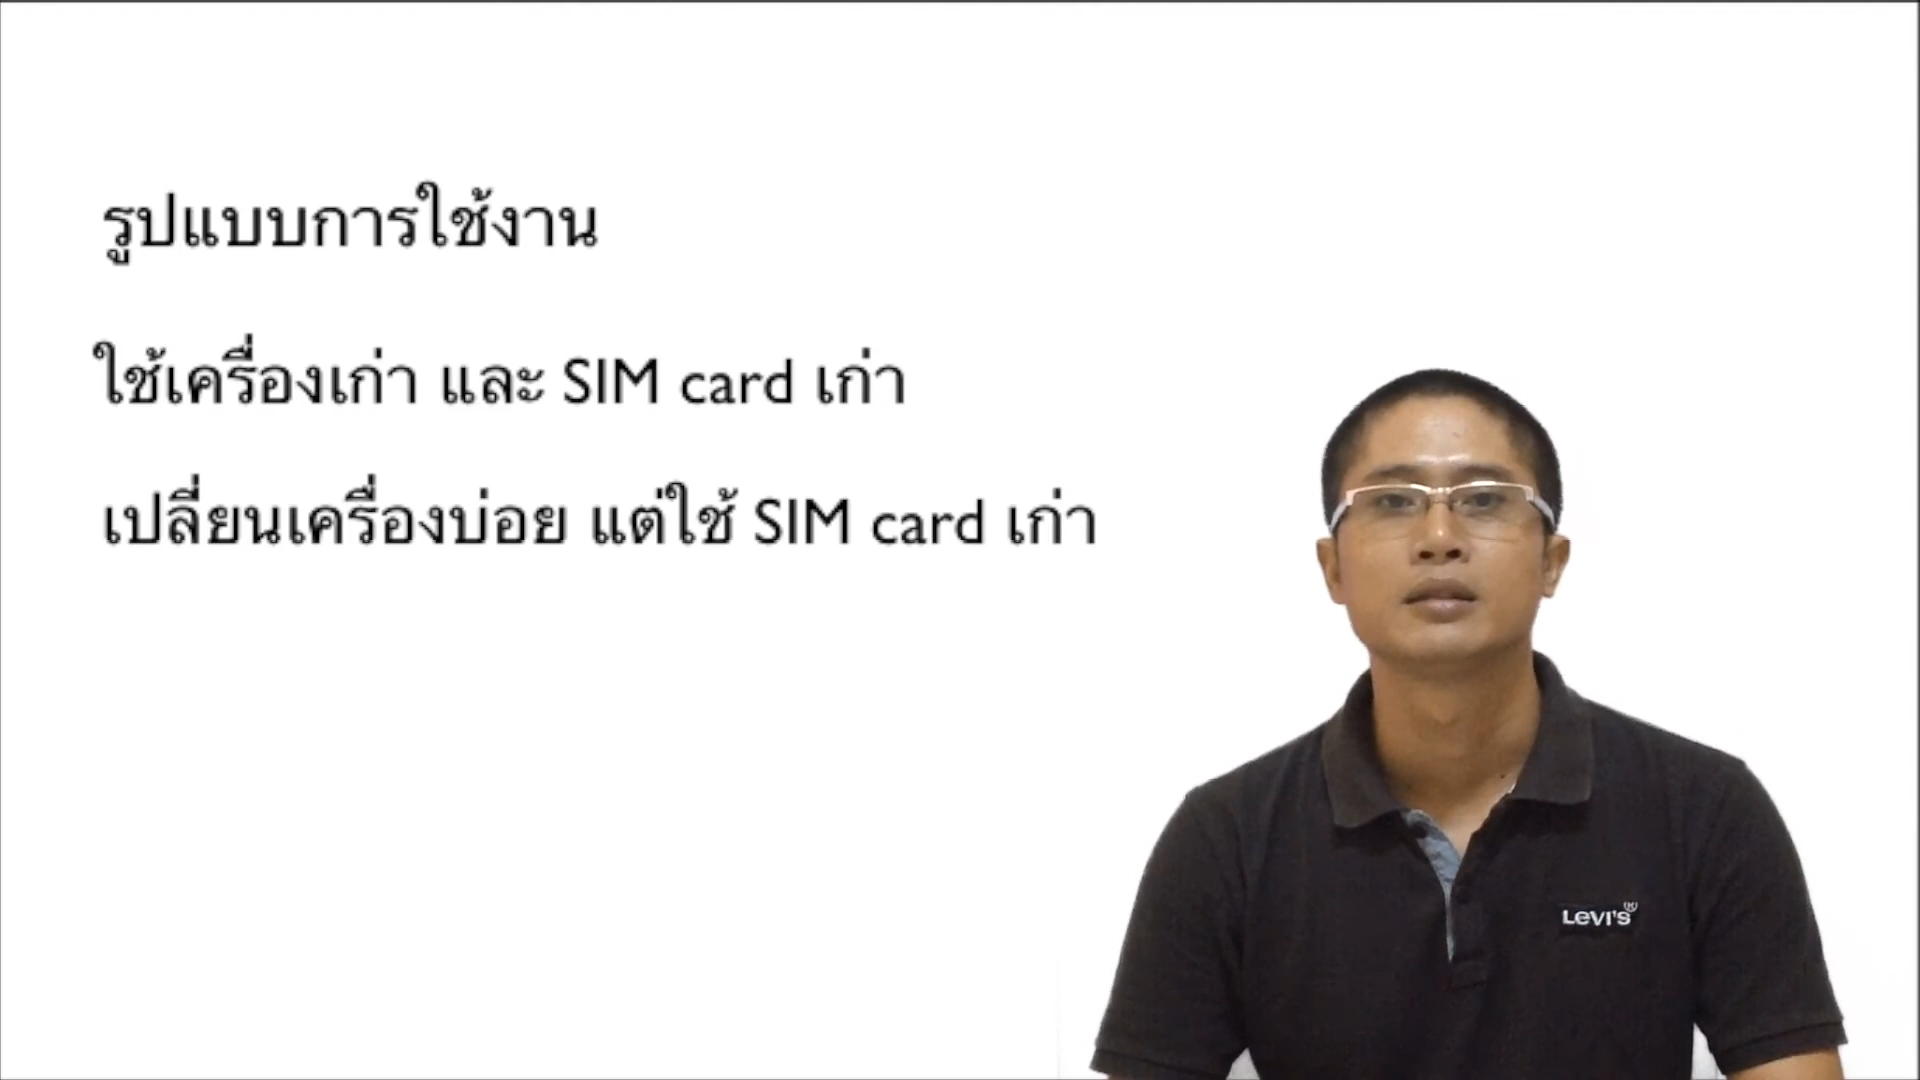 รูปแบบการใช้งาน
ใช้เครื่องเก่า และ SIM card เก่า
เปลี่ยนเครื่องบ่อย แต่ใช้ SIM card เก่า
LEVI'S®